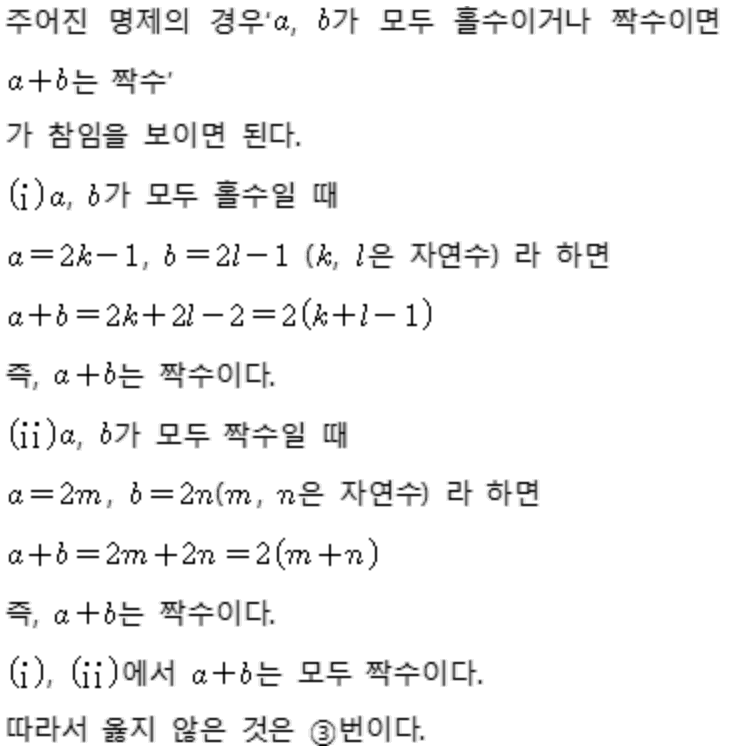 주어진 명제의 경우‘a, b가 모두 홀수이거나 짝수이면
a+b는 짝수’
가 참임을 보이면 된다.
(i)a, b가 모두 홀수일 때
a=2k-1, b=2l-1 (k, l은 자연수) 라 하면
a+b=2k+2l-2=2(k+l-1)
즉, a+b는 짝수이다.
(ii)a, b가 모두 짝수일 때
a=2m, b=2n(m, n은 자연수) 라 하면
a+b=2m+2n=2(m+n)
즉, a+b는 짝수이다.
(i), (ii)에서 a+b는 모두 짝수이다.
따라서 옳지 않은 것은 ③번이다.